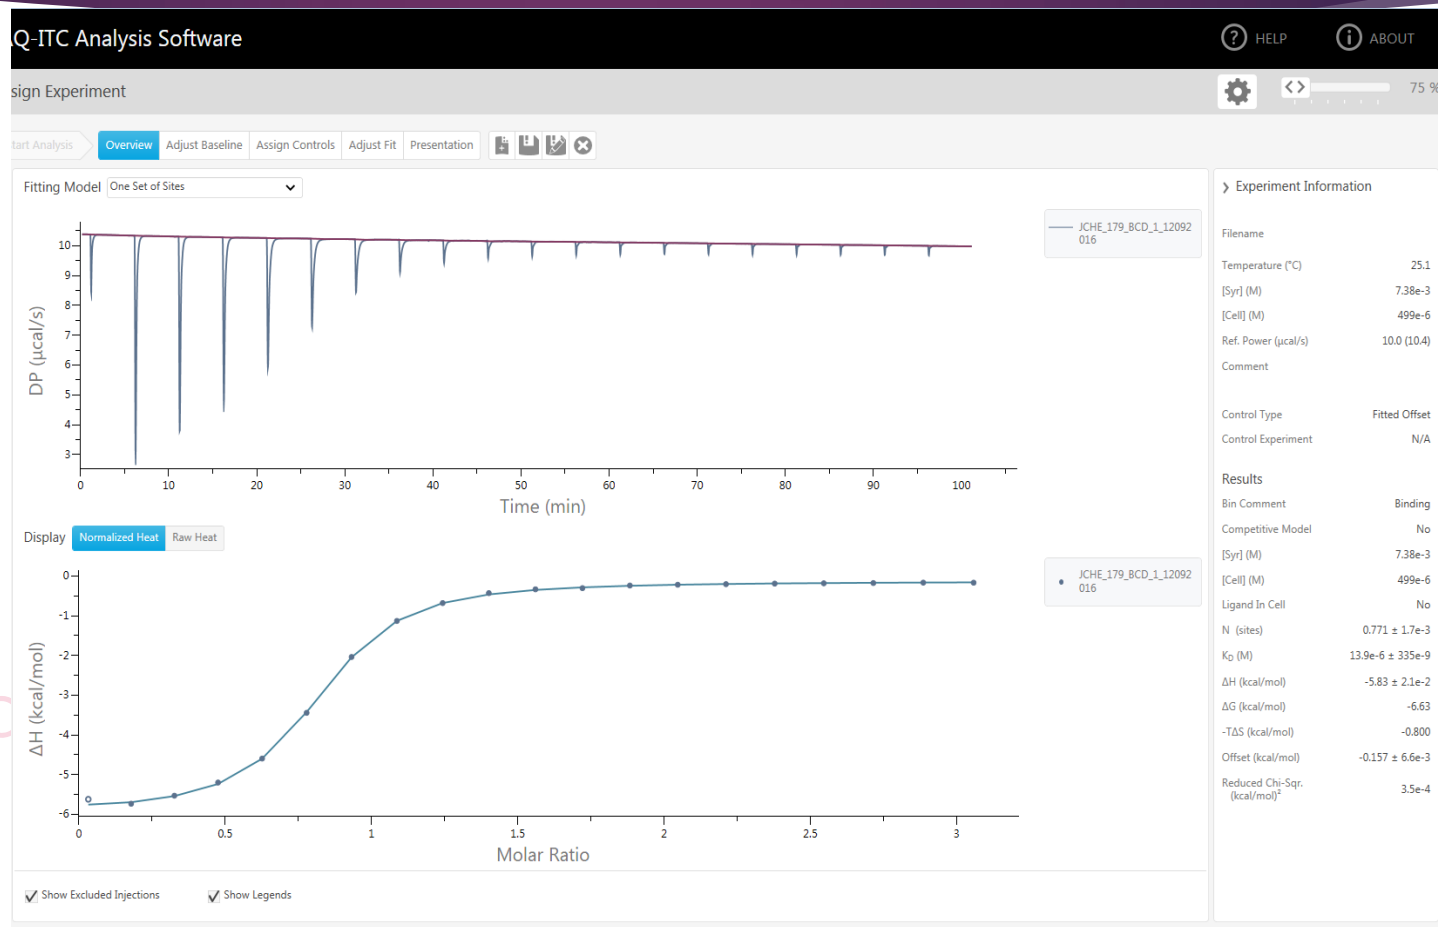 Q-ITC Analysis Software
HELP
ABOUT
sign Experiment
75 %
tart Analysis
Overview
Adjust Baseline
Assign Controls
Adjust Fit
Presentation
Fitting Model
One Set of Sites
JCHE_179_BCD_1_12092
016
10
9
8
7
6
5
4
3
DP (µcal/s)
0
10
20
30
40
50
60
70
80
90
100
Time (min)
Display
Normalized Heat
Raw Heat
JCHE_179_BCD_1_12092
016
0
-1
-2
-3
-4
-5
-6
ΔH (kcal/mol)
0
0.5
1
1.5
2
2.5
3
Molar Ratio
Show Excluded Injections
Show Legends
Experiment Information
Filename
Temperature (°C) 25.1
[Syr] (M) 7.38e-3
[Cell] (M) 499e-6
Ref. Power (µcal/s) 10.0 (10.4)
Comment
Control Type Fitted Offset
Control Experiment N/A
Results
Bin Comment Binding
Competitive Model No
[Syr] (M) 7.38e-3
[Cell] (M) 499e-6
Ligand In Cell No
N (sites) 0.771 ± 1.7e-3
K_D (M) 13.9e-6 ± 335e-9
ΔH (kcal/mol) -5.83 ± 2.1e-2
ΔG (kcal/mol) -6.63
-TΔS (kcal/mol) -0.800
Offset (kcal/mol) -0.157 ± 6.6e-3
Reduced Chi-Sqr.
(kcal/mol)² 3.5e-4